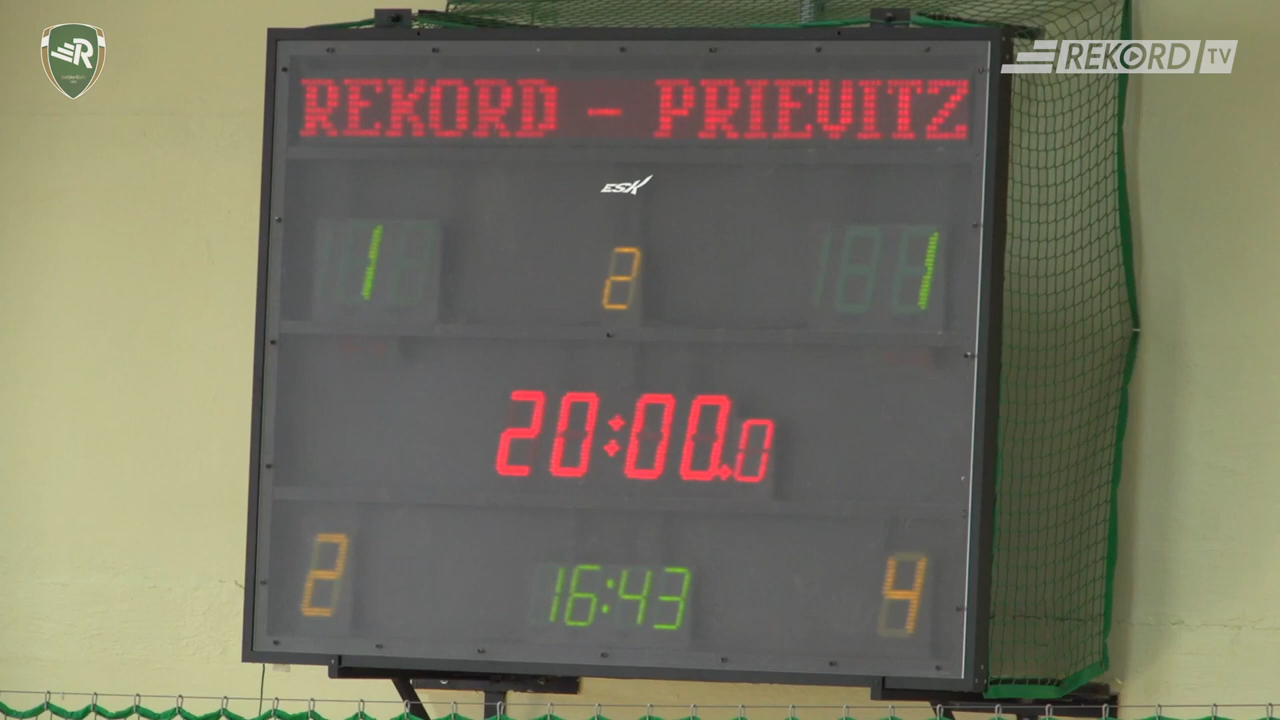 REKORD TV
REKORD - PRIEVITZ
ESK
1 2 1
20:00.0
2 16:43 4